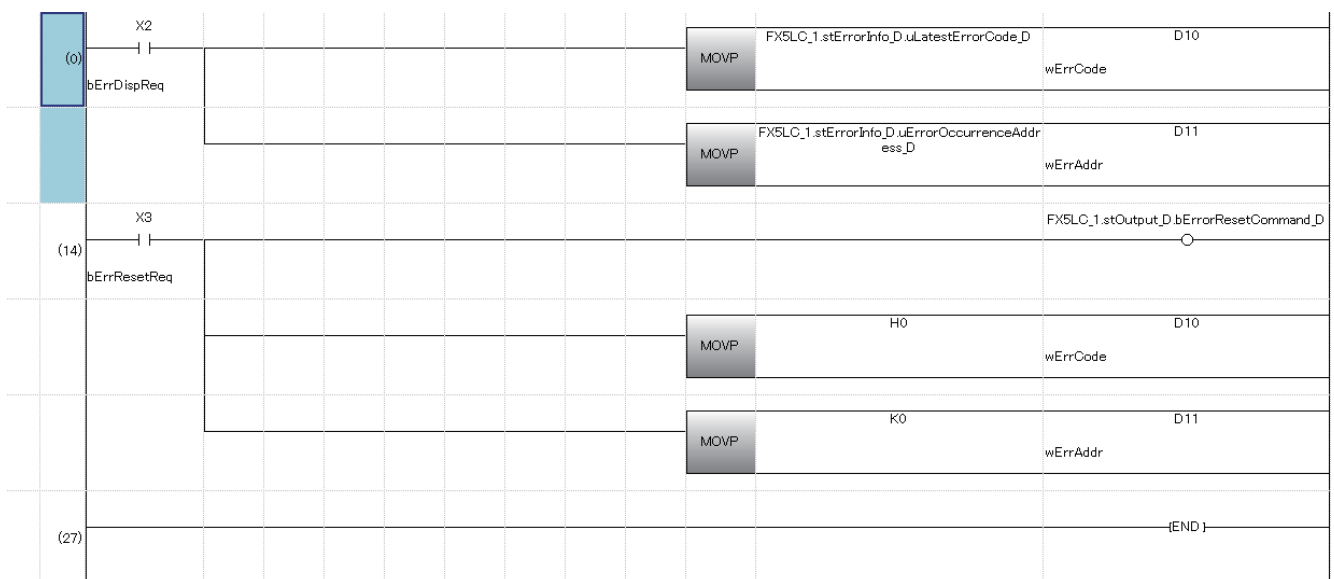 X2
(0)
bErrDispReq
MOVP
FX5LC_1.stErrorInfo_D.uLatestErrorCode_D
D10
wErrCode
MOVP
FX5LC_1.stErrorInfo_D.uErrorOccurrenceAddr
ess_D
D11
wErrAddr
X3
(14)
bErrResetReq
FX5LC_1.stOutput_D.bErrorResetCommand_D
MOVP
H0
D10
wErrCode
MOVP
K0
D11
wErrAddr
(27)
[END]